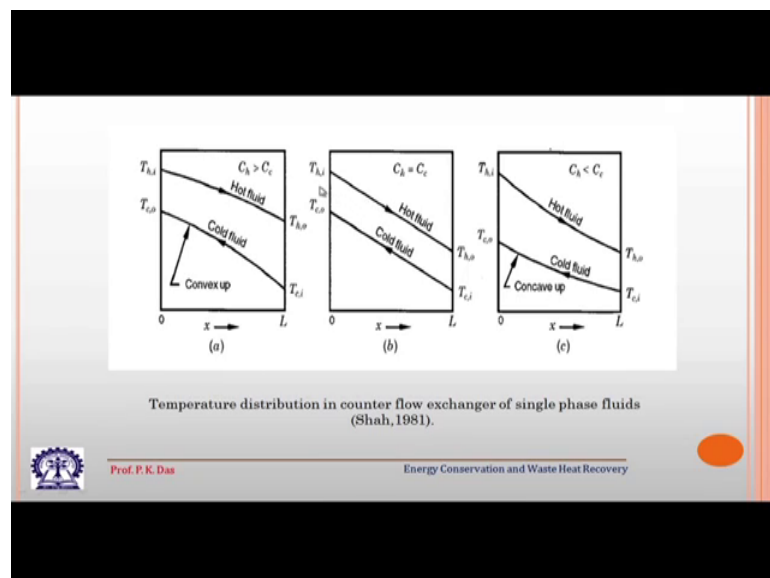 T_{h,i}
C_h > C_c
Hot fluid
T_{c,o}
T_{h,o}
Cold fluid
Convex up
T_{c,i}
0
x
L
(a)
T_{h,i}
C_h = C_c
T_{c,o}
Hot fluid
Cold fluid
T_{h,o}
T_{c,i}
0
x
L
(b)
T_{h,i}
C_h < C_c
Hot fluid
T_{c,o}
T_{h,o}
Cold fluid
Concave up
T_{c,i}
0
x
L
(c)
Temperature distribution in counter flow exchanger of single phase fluids
(Shah,1981).
Prof. P. K. Das
Energy Conservation and Waste Heat Recovery